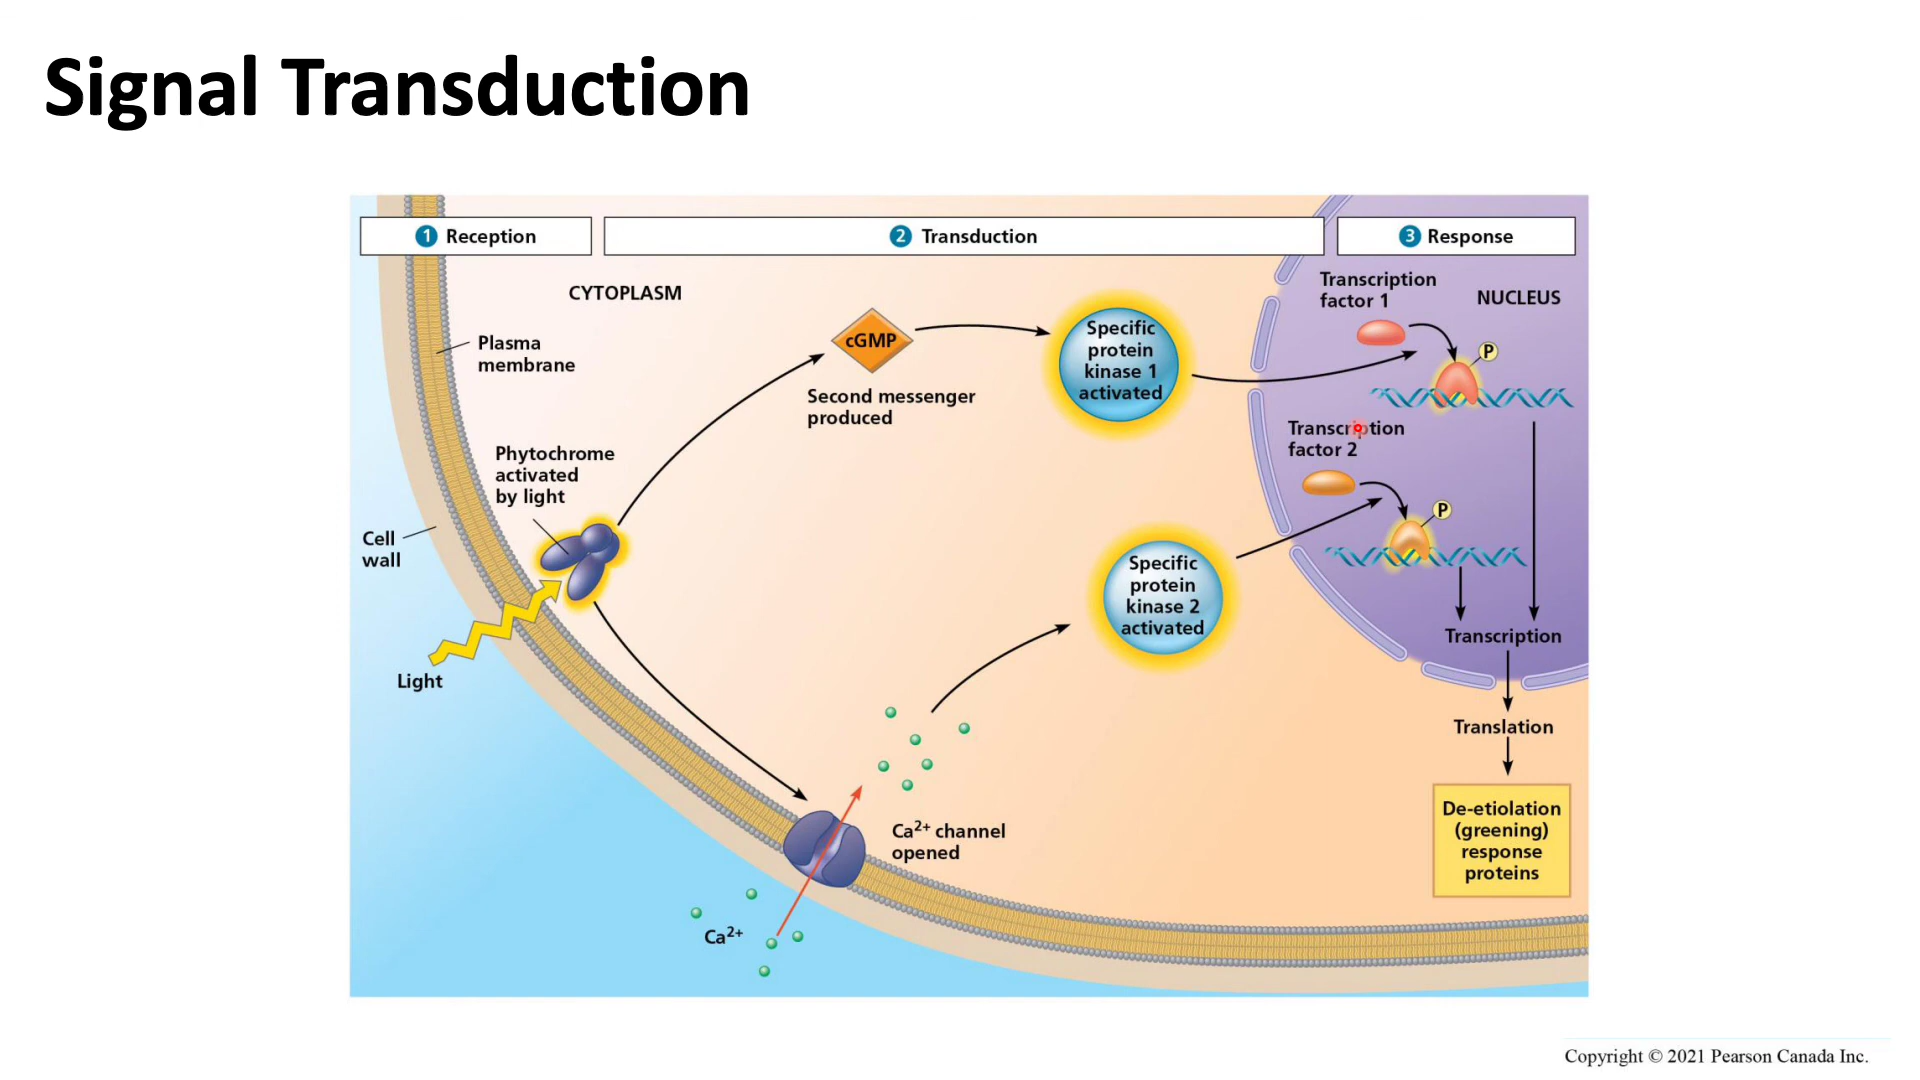 Signal Transduction
1 Reception
2 Transduction
3 Response
CYTOPLASM
NUCLEUS
Transcription
factor 1
Plasma
membrane
cGMP
Second messenger
produced
Specific
protein
kinase 1
activated
P
Transcription
factor 2
P
Phytochrome
activated
by light
Cell
wall
Light
Specific
protein
kinase 2
activated
Transcription
Translation
De-etiolation
(greening)
response
proteins
Ca2+ channel
opened
Ca2+
Copyright © 2021 Pearson Canada Inc.